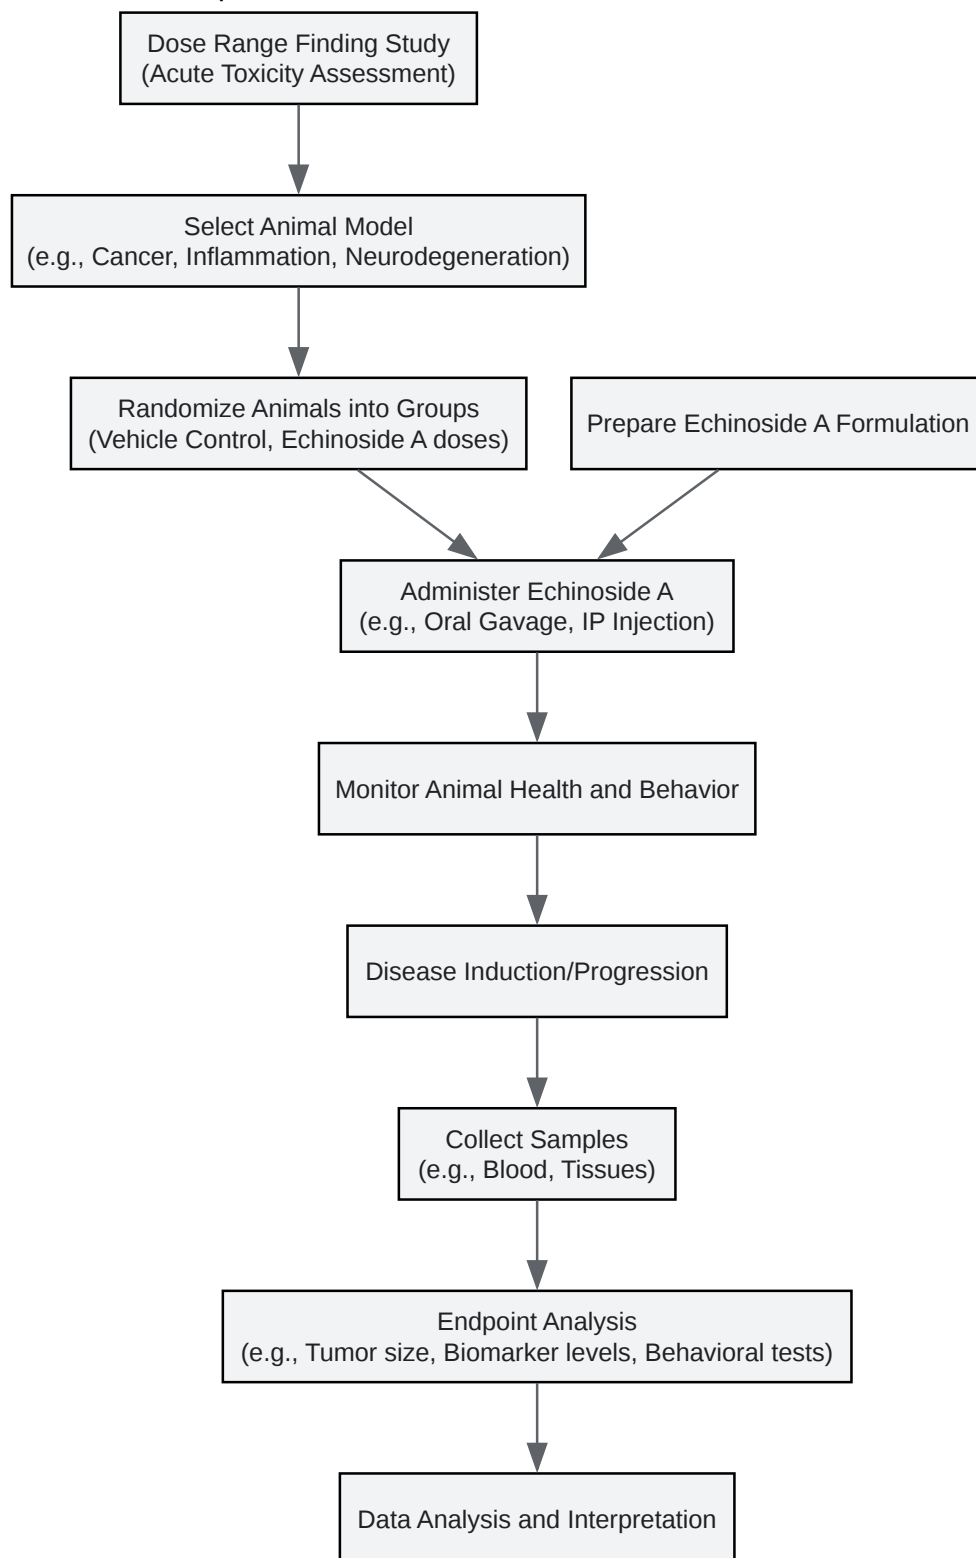 Dose Range Finding Study
(Acute Toxicity Assessment)
Select Animal Model
(e.g., Cancer, Inflammation, Neurodegeneration)
Randomize Animals into Groups
(Vehicle Control, Echinoside A doses)
Prepare Echinoside A Formulation
Administer Echinoside A
(e.g., Oral Gavage, IP Injection)
Monitor Animal Health and Behavior
Disease Induction/Progression
Collect Samples
(e.g., Blood, Tissues)
Endpoint Analysis
(e.g., Tumor size, Biomarker levels, Behavioral tests)
Data Analysis and Interpretation